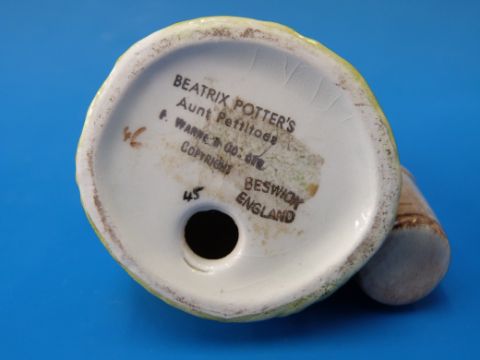 BEATRIX POTTER'S
Aunt Pettitoes
F. WARNE & CO. LTD.
COPYRIGHT
BESWICK
ENGLAND
45